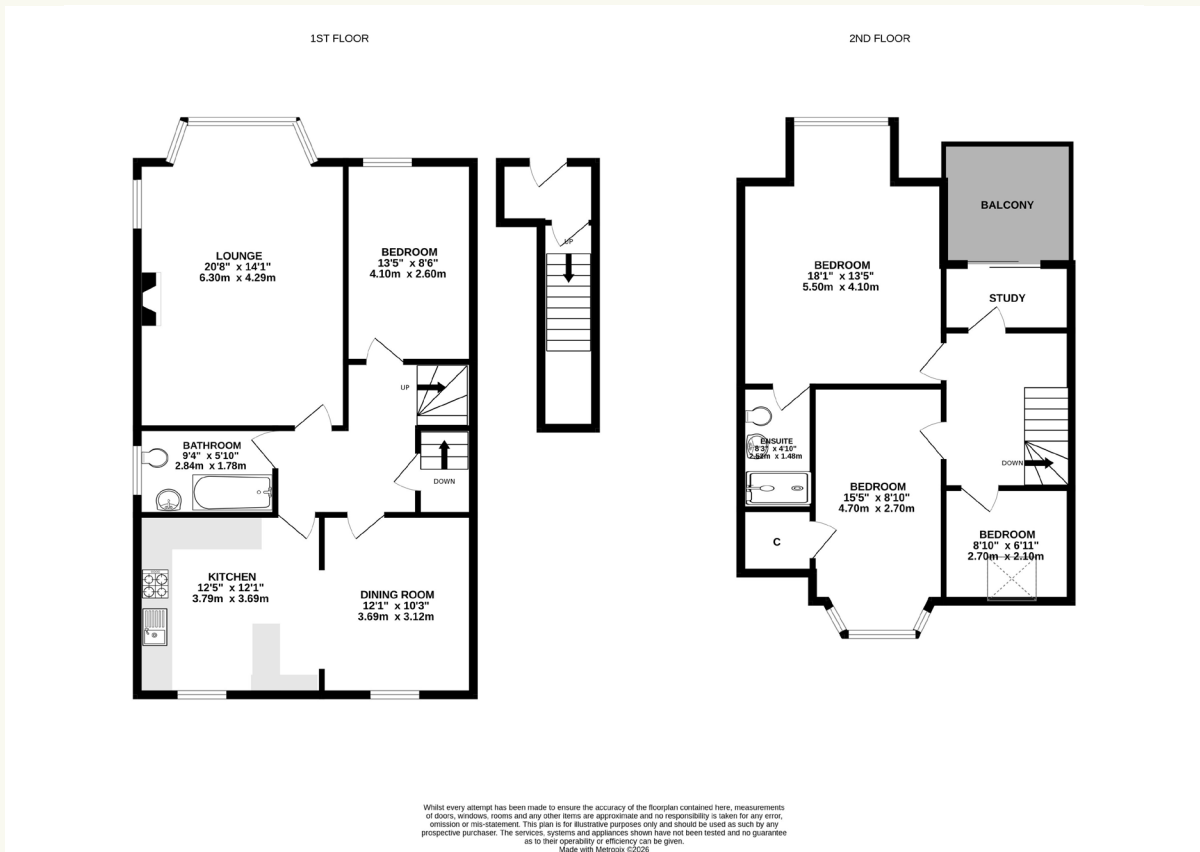 1ST FLOOR
LOUNGE
20'8" x 14'1"
6.30m x 4.29m
BEDROOM
13'5" x 8'6"
4.10m x 2.60m
UP
UP
BATHROOM
9'4" x 5'10"
2.84m x 1.78m
DOWN
KITCHEN
12'5" x 12'1"
3.79m x 3.69m
DINING ROOM
12'1" x 10'3"
3.69m x 3.12m
2ND FLOOR
BALCONY
BEDROOM
18'1" x 13'5"
5.50m x 4.10m
STUDY
ENSUITE
8'3" x 4'10"
2.52m x 1.48m
DOWN
BEDROOM
15'5" x 8'10"
4.70m x 2.70m
C
BEDROOM
8'10" x 6'11"
2.70m x 2.10m
Whilst every attempt has been made to ensure the accuracy of the floorplan contained here, measurements
of doors, windows, rooms and any other items are approximate and no responsibility is taken for any error,
omission or mis-statement. This plan is for illustrative purposes only and should be used as such by any
prospective purchaser. The services, systems and appliances shown have not been tested and no guarantee
as to their operability or efficiency can be given.
Made with Metropix ©2026